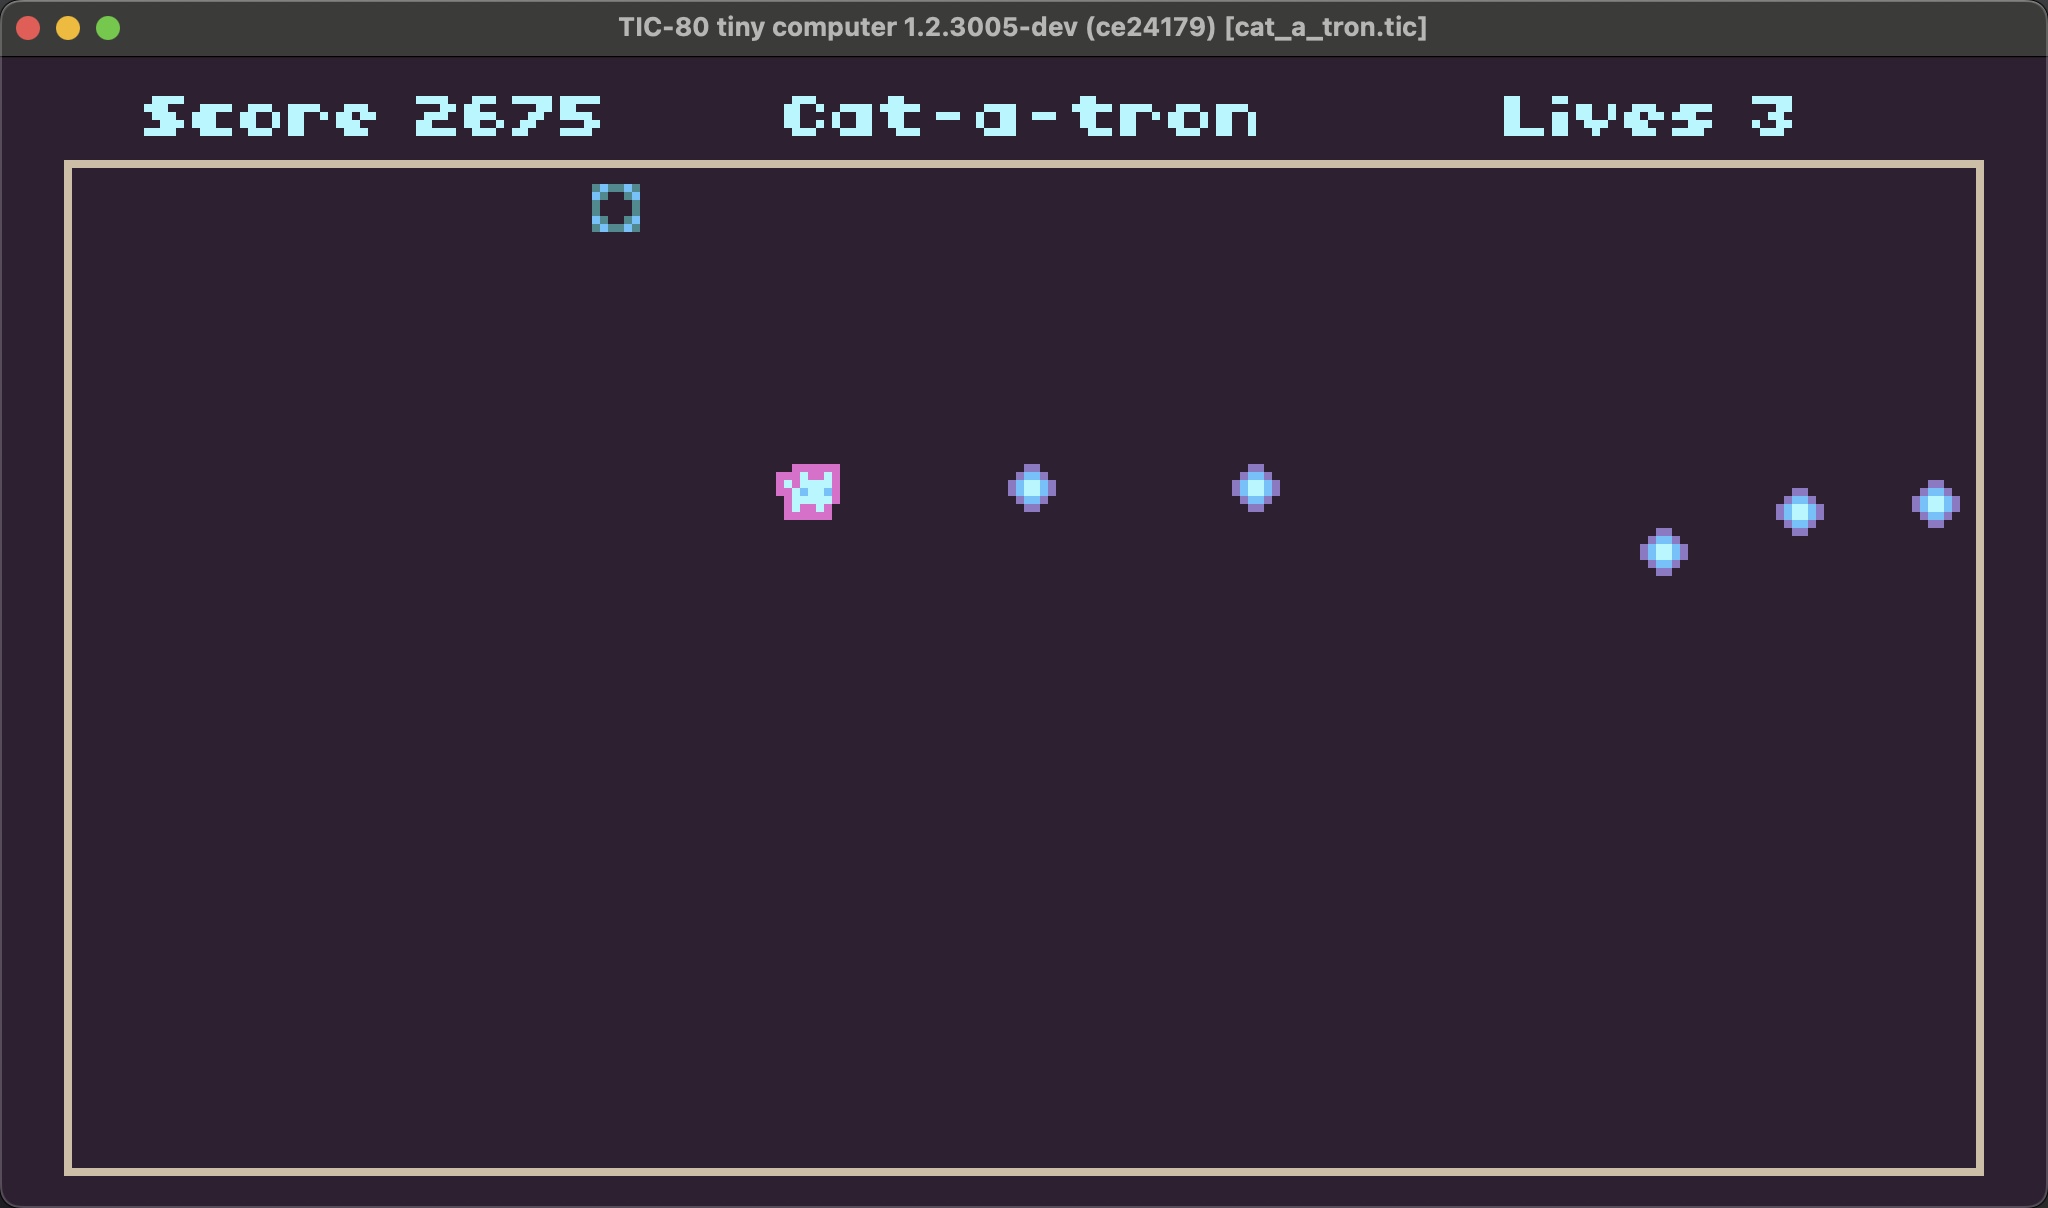 TIC-80 tiny computer 1.2.3005-dev (ce24179) [cat_a_tron.tic]
Score 2675 Cat-a-tron Lives 3